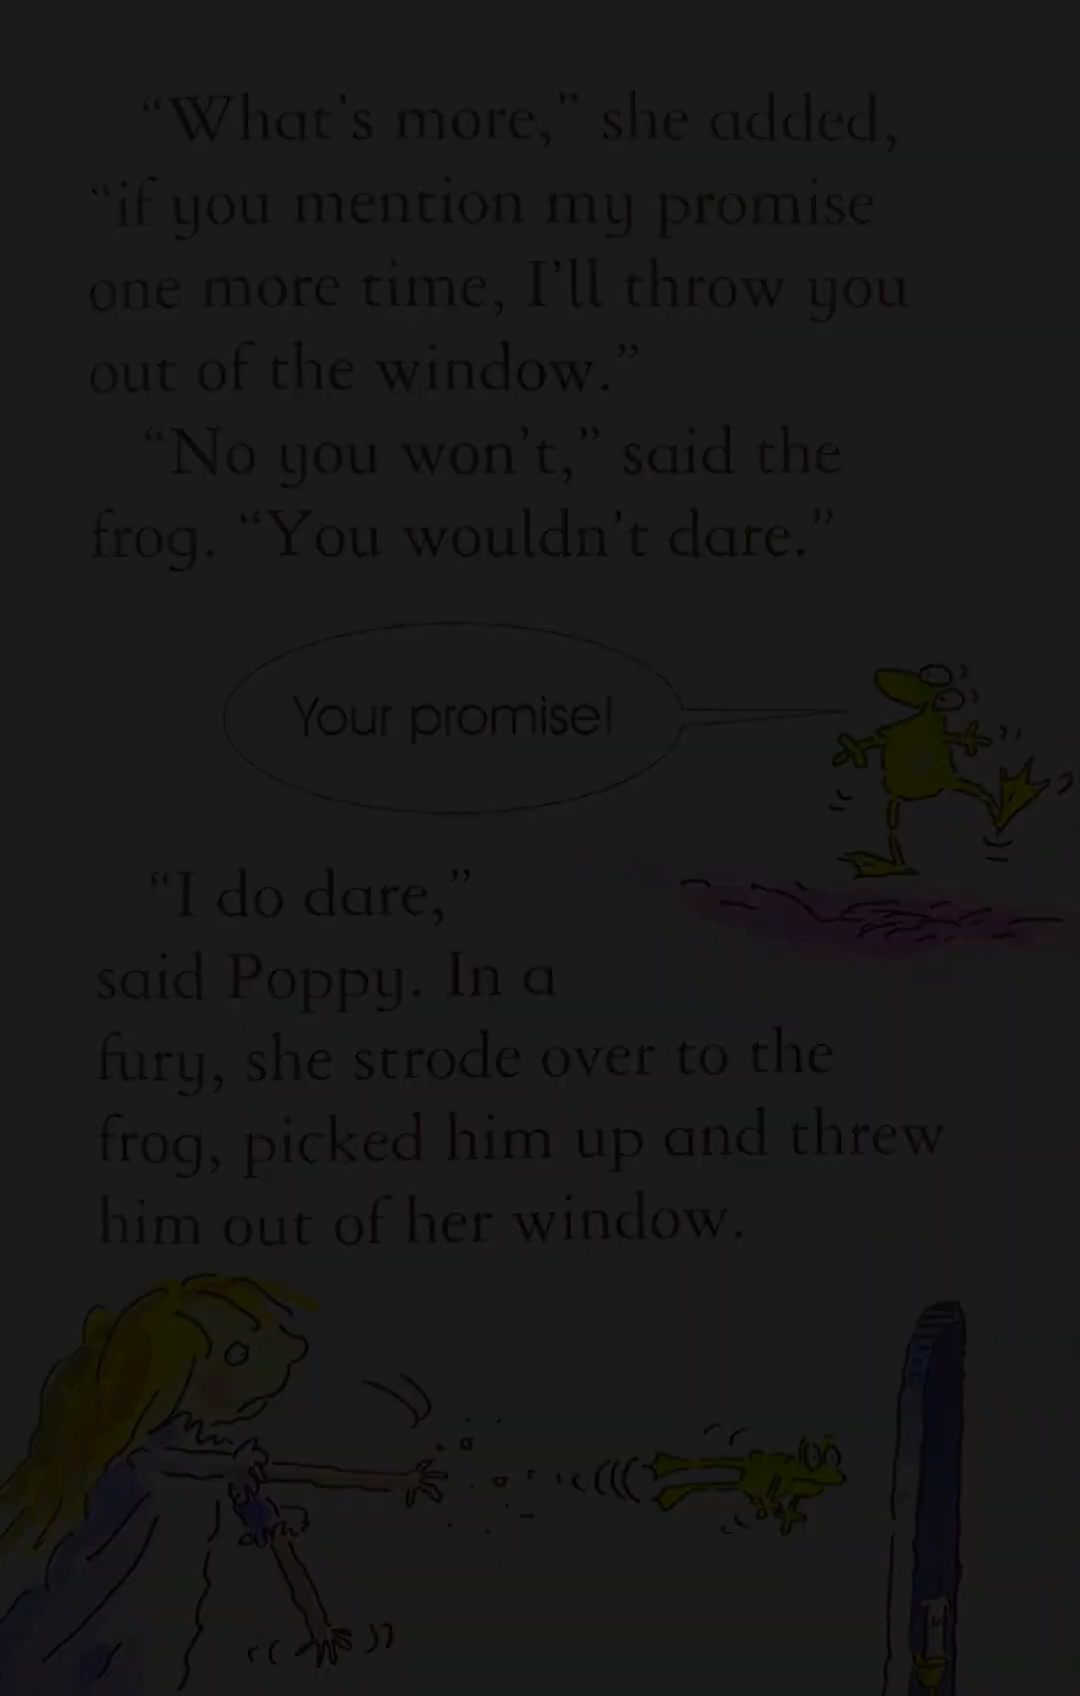 “What's more,” she added,
“if you mention my promise
one more time, I’ll throw you
out of the window.”
“No you won’t,” said the
frog. “You wouldn’t dare.”
Your promise!
“I do dare,”
said Poppy. In a
fury, she strode over to the
frog, picked him up and threw
him out of her window.